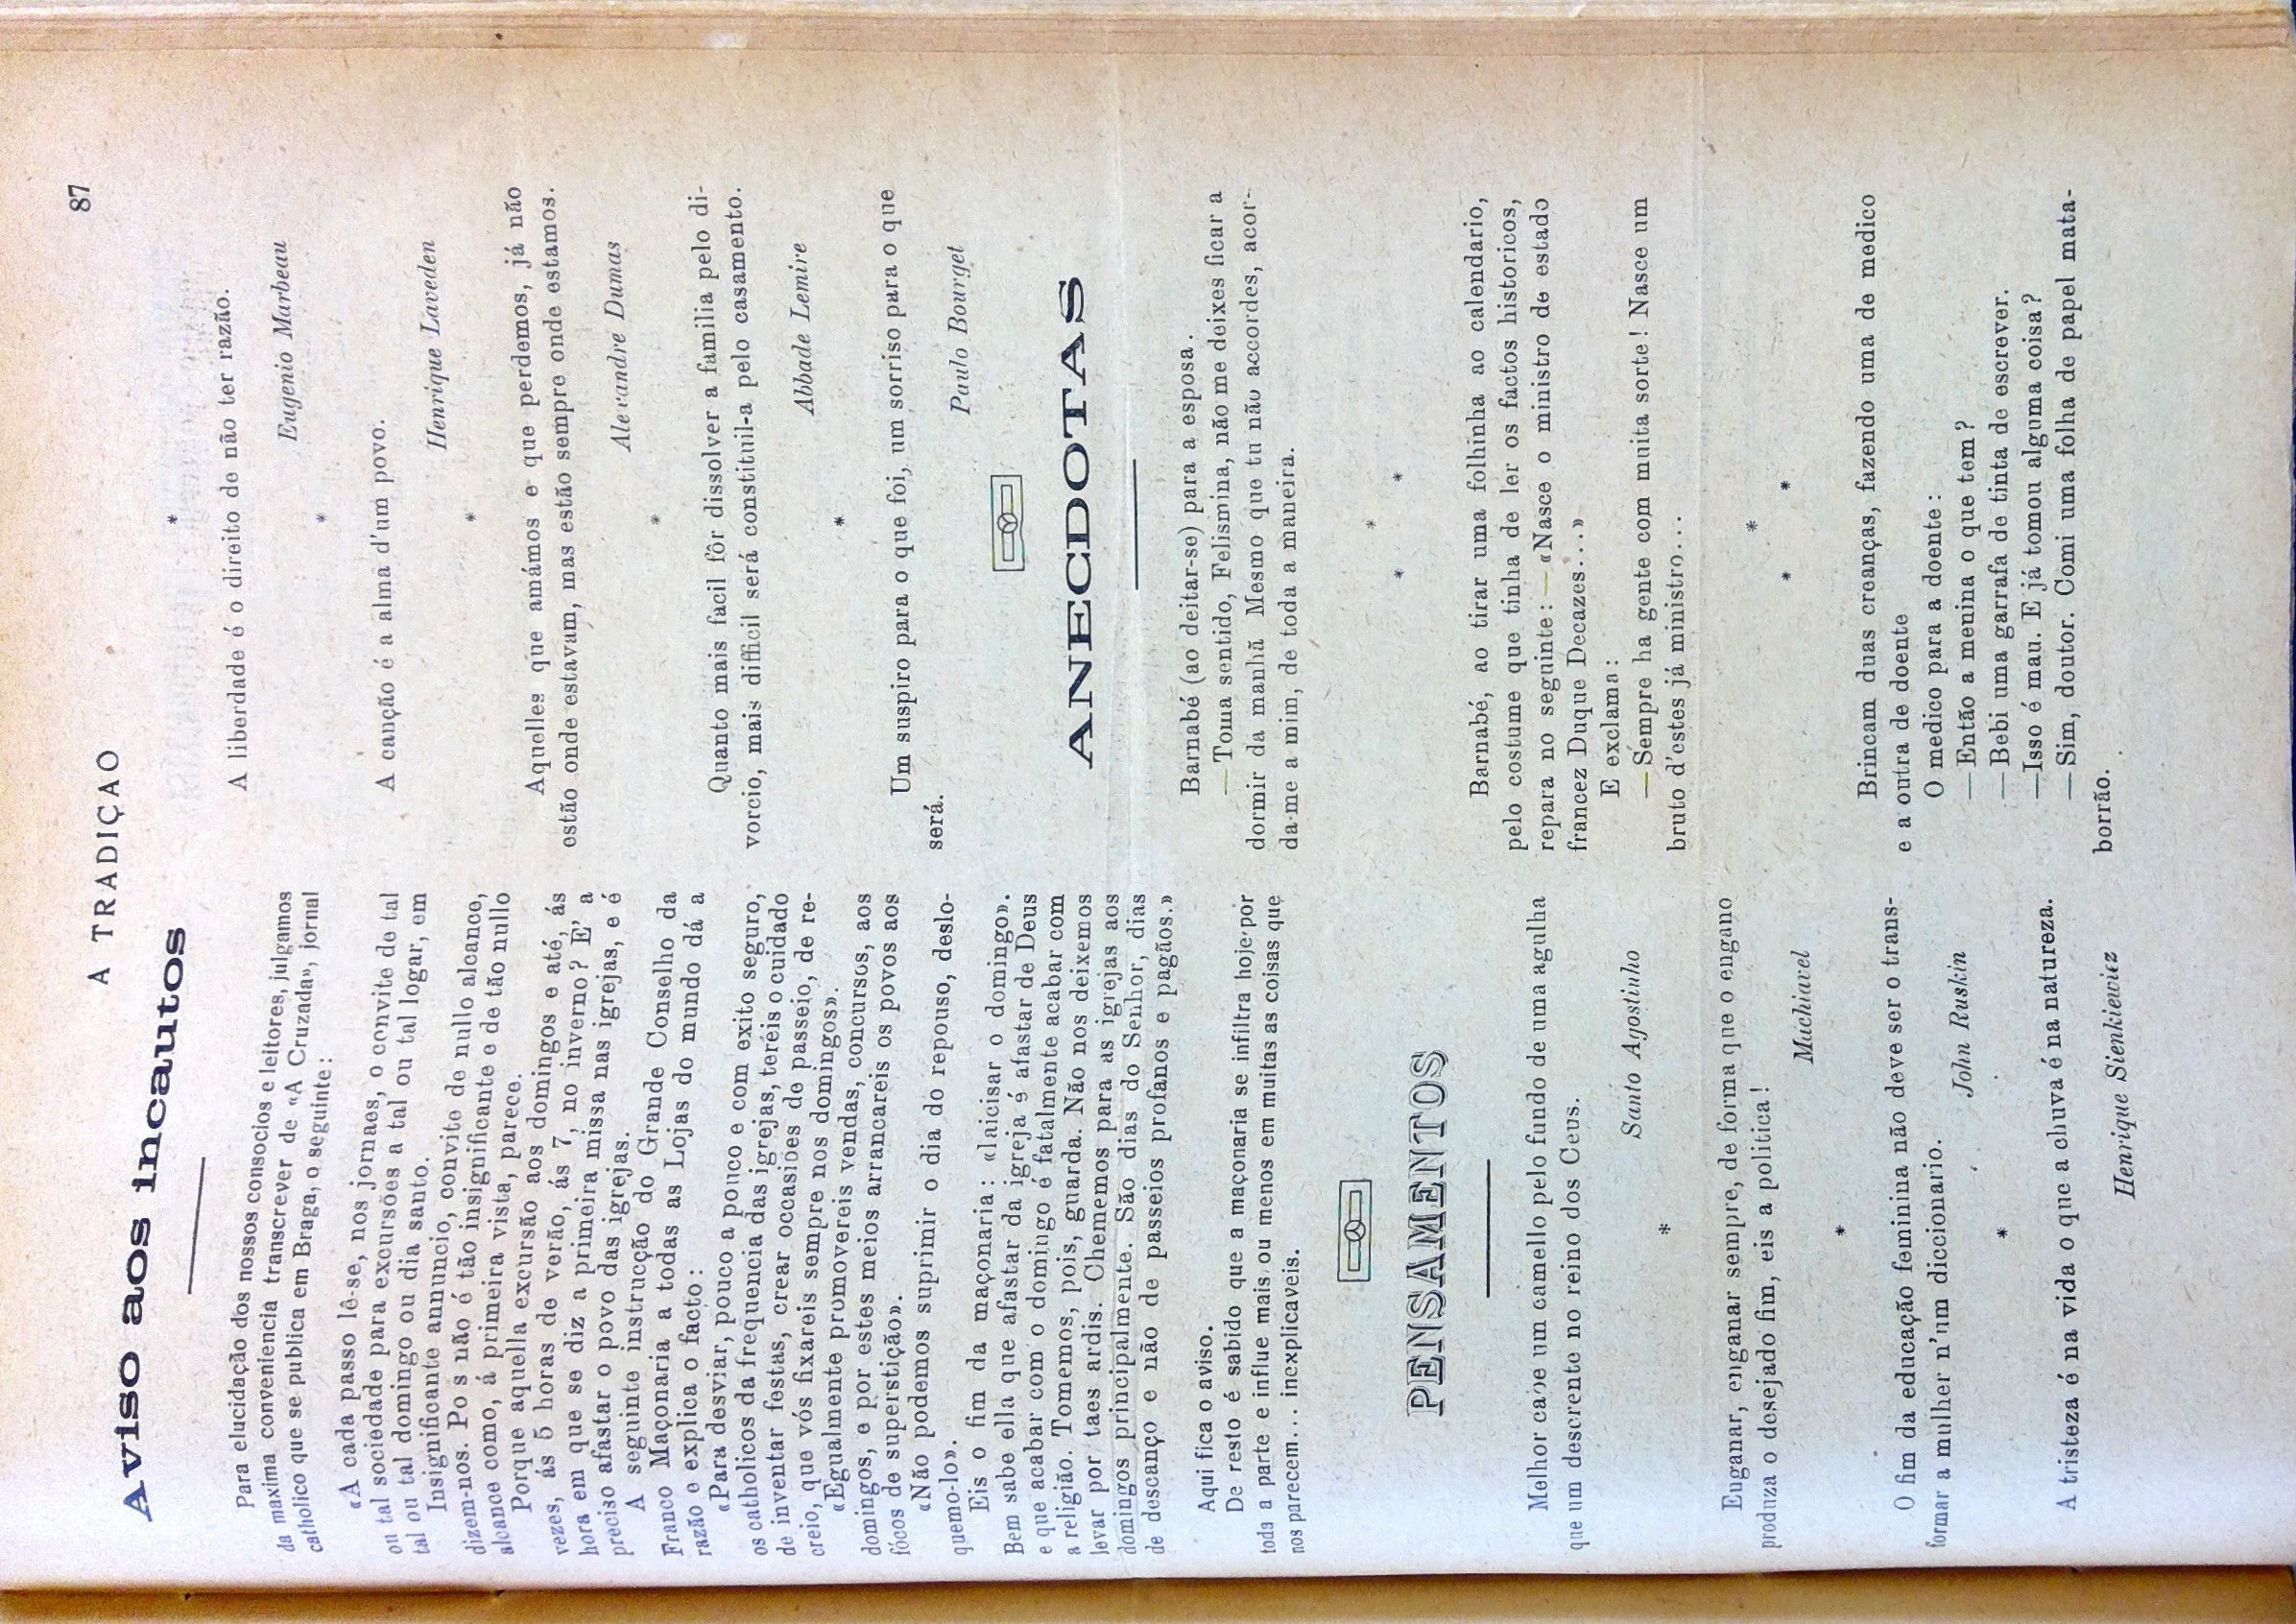 A TRADIÇAO
87
Aviso aos incautos
Para elucidação dos nossos consocios e leitores, julgamos
da maxima conveniencia transcrever de «A Cruzada», jornal
catholico que se publica em Braga, o seguinte:
«A cada passo lê-se, nos jornaes, o convite de tal
ou tal sociedade para excursões a tal ou tal logar, em
tal ou tal domingo ou dia santo.
Insignificante annuncio, convite de nullo alcance,
dizem-nos. Po s não é tão insignificante e de tão nullo
alcance como, á primeira vista, parece.
Porque aquella excursão aos domingos e até, ás
vezes, ás 5 horas de verão, ás 7, no inverno? E', a
hora em que se diz a primeira missa nas igrejas, e é
preciso afastar o povo das igrejas.
A seguinte instrucção do Grande Conselho da
Franco Maçonaria a todas as Lojas do mundo dá a
razão e explica o facto:
«Para desviar, pouco a pouco e com exito seguro,
os catholicos da frequencia das igrejas, teréis o cuidado
de inventar festas, crear occasiões de passeio, de re-
creio, que vós fixareis sempre nos domingos».
«Egualmente promovereis vendas, concursos, aos
domingos, e por estes meios arrancareis os povos aos
fócos de superstição».
«Não podemos suprimir o dia do repouso, deslo-
quemo-lo».
Eis o fim da maçonaria: «laicisar o domingo».
Bem sabe ella que afastar da igreja é afastar de Deus
e que acabar com o domingo é fatalmente acabar com
a religião. Tomemos, pois, guarda. Não nos deixemos
levar por taes ardis. Chememos para as igrejas aos
domingos principalmente. São dias do Senhor, dias
de descanço e não de passeios profanos e pagãos.»
Aqui fica o aviso.
De resto é sabido que a maçonaria se infiltra hoje por
toda a parte e influe mais ou menos em muitas as coisas que
nos parecem... inexplicaveis.
PENSAMENTOS
Melhor cabe um camello pelo fundo de uma agulha
que um descrente no reino dos Ceus.
Santo Agostinho
*
Euganar, enganar sempre, de forma que o engano
produza o desejado fim, eis a politica!
Machiavel
*
O fim da educação feminina não deve ser o trans-
formar a mulher n'um diccionario.
John Ruskin
*
A tristeza é na vida o que a chuva é na natureza.
Henrique Sienkiewiez
*
A liberdade é o direito de não ter razão.
Eugenio Marbeau
*
A canção é a alma d'um povo.
Henrique Laveden
*
Aquelles que amámos e que perdemos, já não
estão onde estavam, mas estão sempre onde estamos.
Alexandre Dumas
*
Quanto mais facil fôr dissolver a familia pelo di-
vorcio, mais difficil será constituil-a pelo casamento.
Abbade Lemire
*
Um suspiro para o que foi, um sorriso para o que
será.
Paulo Bourget
ANECDOTAS
Barnabé (ao deitar-se) para a esposa.
—Toma sentido, Felismina, não me deixes ficar a
dormir da manhã Mesmo que tu não accordes, acor-
da-me a mim, de toda a maneira.
* * *
Barnabé, ao tirar uma folhinha ao calendario,
pelo costume que tinha de ler os factos historicos,
repara no seguinte:—«Nasce o ministro de estado
francez Duque Decazes....»
E exclama:
—Sempre ha gente com muita sorte! Nasce um
bruto d'estes já ministro....
* * *
Brincam duas creanças, fazendo uma de medico
e a outra de doente
O medico para a doente:
—Então a menina o que tem?
—Bebi uma garrafa de tinta de escrever.
—Isso é mau. E já tomou alguma coisa?
—Sim, doutor. Comi uma folha de papel mata-
borrão.